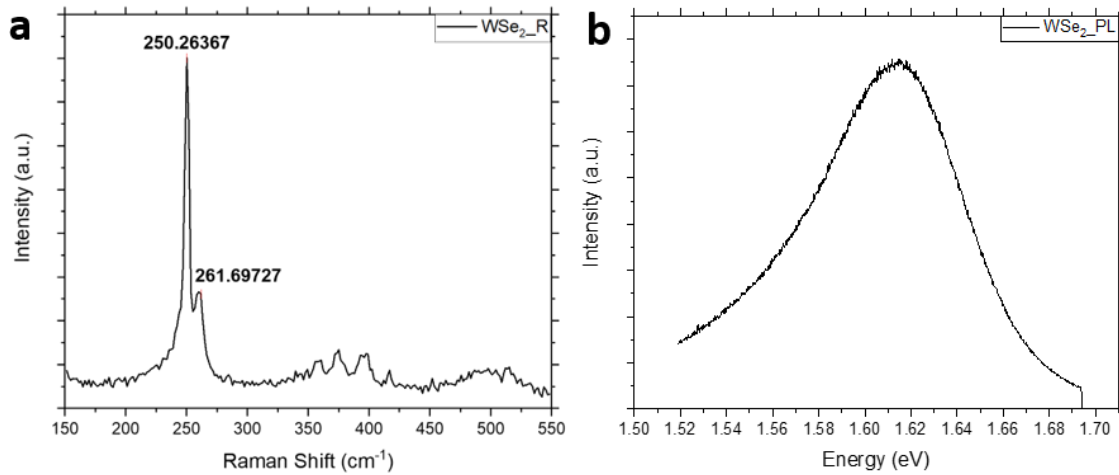 a
WSe₂_R
250.26367
261.69727
Intensity (a.u.)
150 200 250 300 350 400 450 500 550
Raman Shift (cm⁻¹)
b
WSe₂_PL
Intensity (a.u.)
1.50 1.52 1.54 1.56 1.58 1.60 1.62 1.64 1.66 1.68 1.70
Energy (eV)